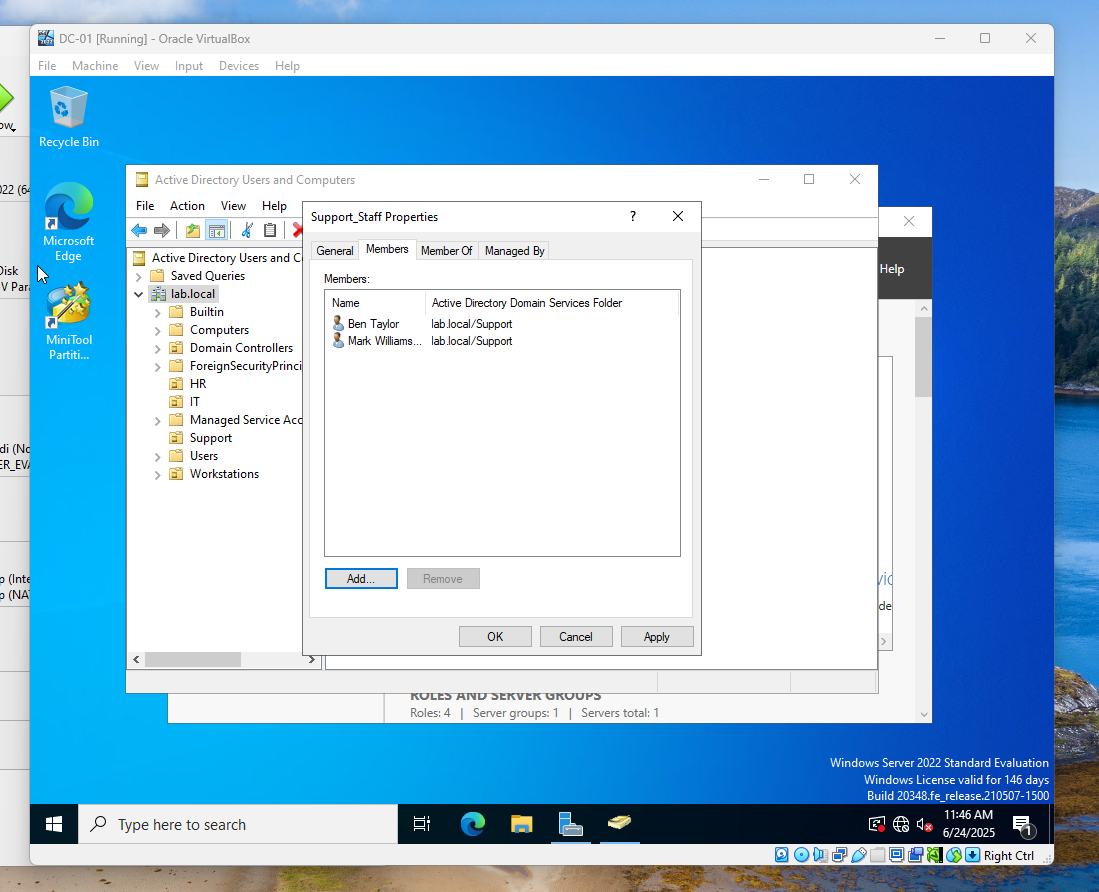 DC-01 [Running] - Oracle VirtualBox
File Machine View Input Devices Help
Recycle Bin
Microsoft
Edge
MiniTool
Partiti...
Active Directory Users and Computers
File Action View Help
Active Directory Users and C
Saved Queries
lab.local
Builtin
Computers
Domain Controllers
ForeignSecurityPrinci
HR
IT
Managed Service Acc
Support
Users
Workstations
Support_Staff Properties
?
General Members Member Of Managed By
Members:
Name Active Directory Domain Services Folder
Ben Taylor lab.local/Support
Mark Williams... lab.local/Support
Add... Remove
OK Cancel Apply
Help
ROLES AND SERVER GROUPS
Roles: 4 | Server groups: 1 | Servers total: 1
Windows Server 2022 Standard Evaluation
Windows License valid for 146 days
Build 20348.fe_release.210507-1500
Type here to search
11:46 AM
6/24/2025
1
Right Ctrl